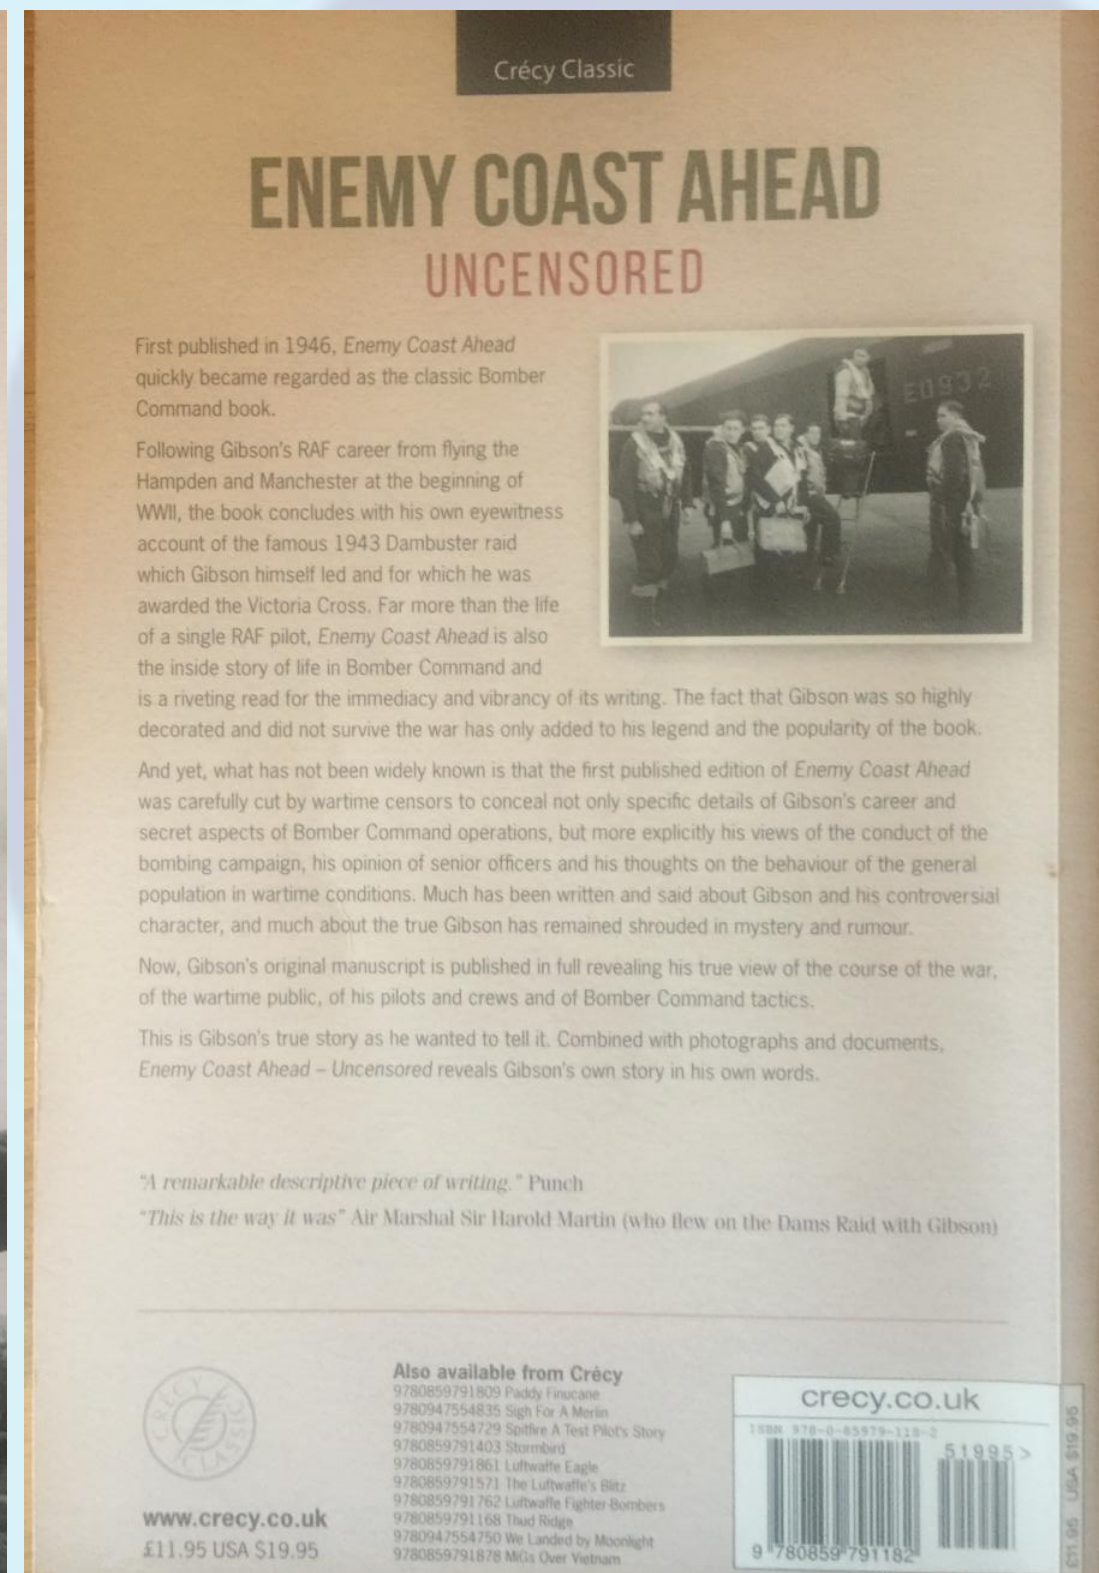 Crécy Classic
ENEMY COAST AHEAD
UNCENSORED
First published in 1946, Enemy Coast Ahead
quickly became regarded as the classic Bomber
Command book.
Following Gibson's RAF career from flying the
Hampden and Manchester at the beginning of
WWII, the book concludes with his own eyewitness
account of the famous 1943 Dambuster raid
which Gibson himself led and for which he was
awarded the Victoria Cross. Far more than the life
of a single RAF pilot, Enemy Coast Ahead is also
the inside story of life in Bomber Command and
is a riveting read for the immediacy and vibrancy of its writing. The fact that Gibson was so highly
decorated and did not survive the war has only added to his legend and the popularity of the book.
And yet, what has not been widely known is that the first published edition of Enemy Coast Ahead
was carefully cut by wartime censors to conceal not only specific details of Gibson's career and
secret aspects of Bomber Command operations, but more explicitly his views of the conduct of the
bombing campaign, his opinion of senior officers and his thoughts on the behaviour of the general
population in wartime conditions. Much has been written and said about Gibson and his controversial
character, and much about the true Gibson has remained shrouded in mystery and rumour.
Now, Gibson's original manuscript is published in full revealing his true view of the course of the war,
of the wartime public, of his pilots and crews and of Bomber Command tactics.
This is Gibson's true story as he wanted to tell it. Combined with photographs and documents,
Enemy Coast Ahead – Uncensored reveals Gibson's own story in his own words.
"A remarkable descriptive piece of writing." Punch
"This is the way it was" Air Marshal Sir Harold Martin (who flew on the Dams Raid with Gibson)
CRÉCY CLASSIC
www.crecy.co.uk
£11.95 USA $19.95
Also available from Crécy
9780859791809 Paddy Finucane
9780947554835 Sigh For A Merlin
9780947554729 Spitfire A Test Pilot's Story
9780859791403 Stormbird
9780859791861 Luftwaffe Eagle
9780859791571 The Luftwaffe's Blitz
9780859791762 Luftwaffe Fighter-Bombers
9780859791168 Thud Ridge
9780947554750 We Landed by Moonlight
9780859791878 MiGs Over Vietnam
crecy.co.uk
ISBN 978-0-85979-118-2
51995>
9 780859 791182
£11.95 USA $19.95